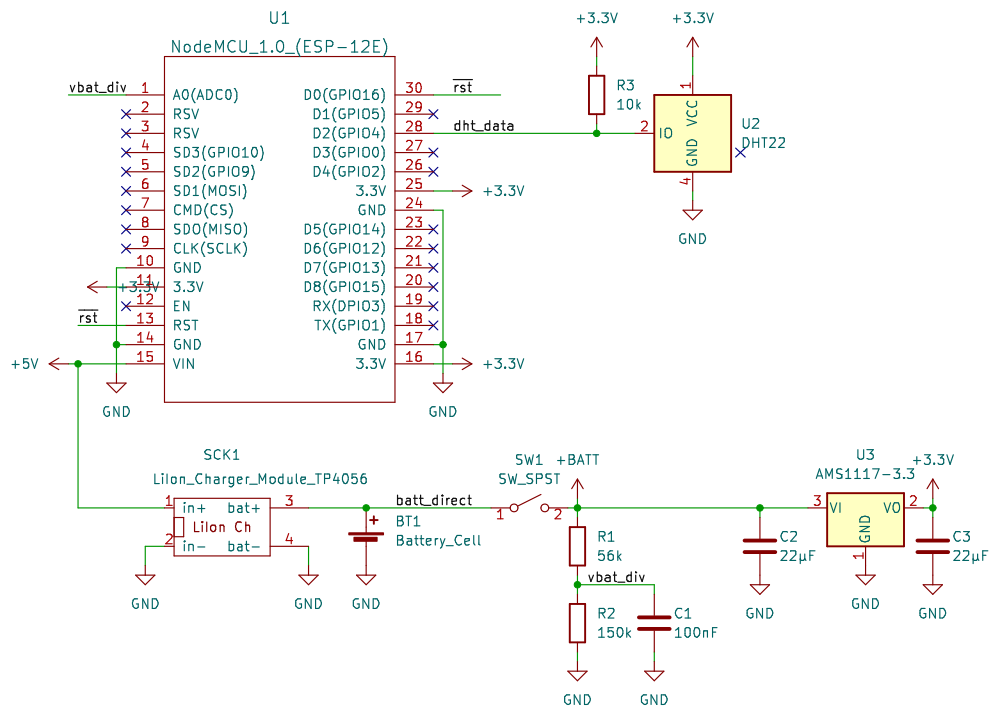 U1
NodeMCU_1.0_(ESP-12E)
vbat_div 1 A0(ADC0) D0(GPIO16) 30 rst
2 RSV D1(GPIO5) 29
3 RSV D2(GPIO4) 28 dht_data
4 SD3(GPIO10) D3(GPIO0) 27
5 SD2(GPIO9) D4(GPIO2) 26
6 SD1(MOSI) 3.3V 25 +3.3V
7 CMD(CS) GND 24
8 SDO(MISO) D5(GPIO14) 23
9 CLK(SCLK) D6(GPIO12) 22
10 GND D7(GPIO13) 21
+3.3V 11 3.3V D8(GPIO15) 20
12 EN RX(DPIO3) 19
rst 13 RST TX(GPIO1) 18
14 GND GND 17
+5V 15 VIN 3.3V 16 +3.3V
GND GND
+3.3V +3.3V
R3
10k
1 VCC
2 IO
U2
DHT22
GND
4
GND
SCK1
LiIon_Charger_Module_TP4056
1 in+ bat+ 3
LiIon Ch
2 in- bat- 4
GND GND GND
batt_direct
+
BT1
Battery_Cell
SW1
SW_SPST
1 2
+BATT
R1
56k
vbat_div
R2
150k
C1
100nF
GND GND
C2
22µF
GND
U3
AMS1117-3.3
3 VI VO 2
GND
1
GND
+3.3V
C3
22µF
GND